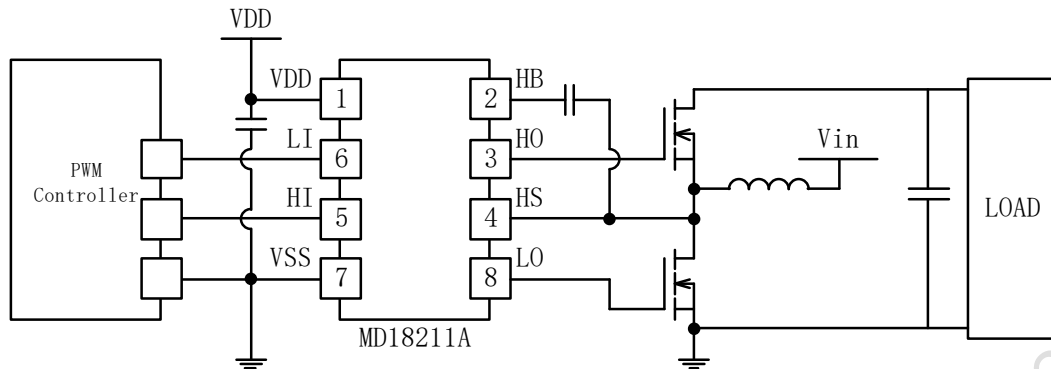 VDD
VDD
1
2
HB
LI
6
3
HO
Vin
PWM
Controller
HI
5
4
HS
LOAD
VSS
7
8
LO
MD18211A